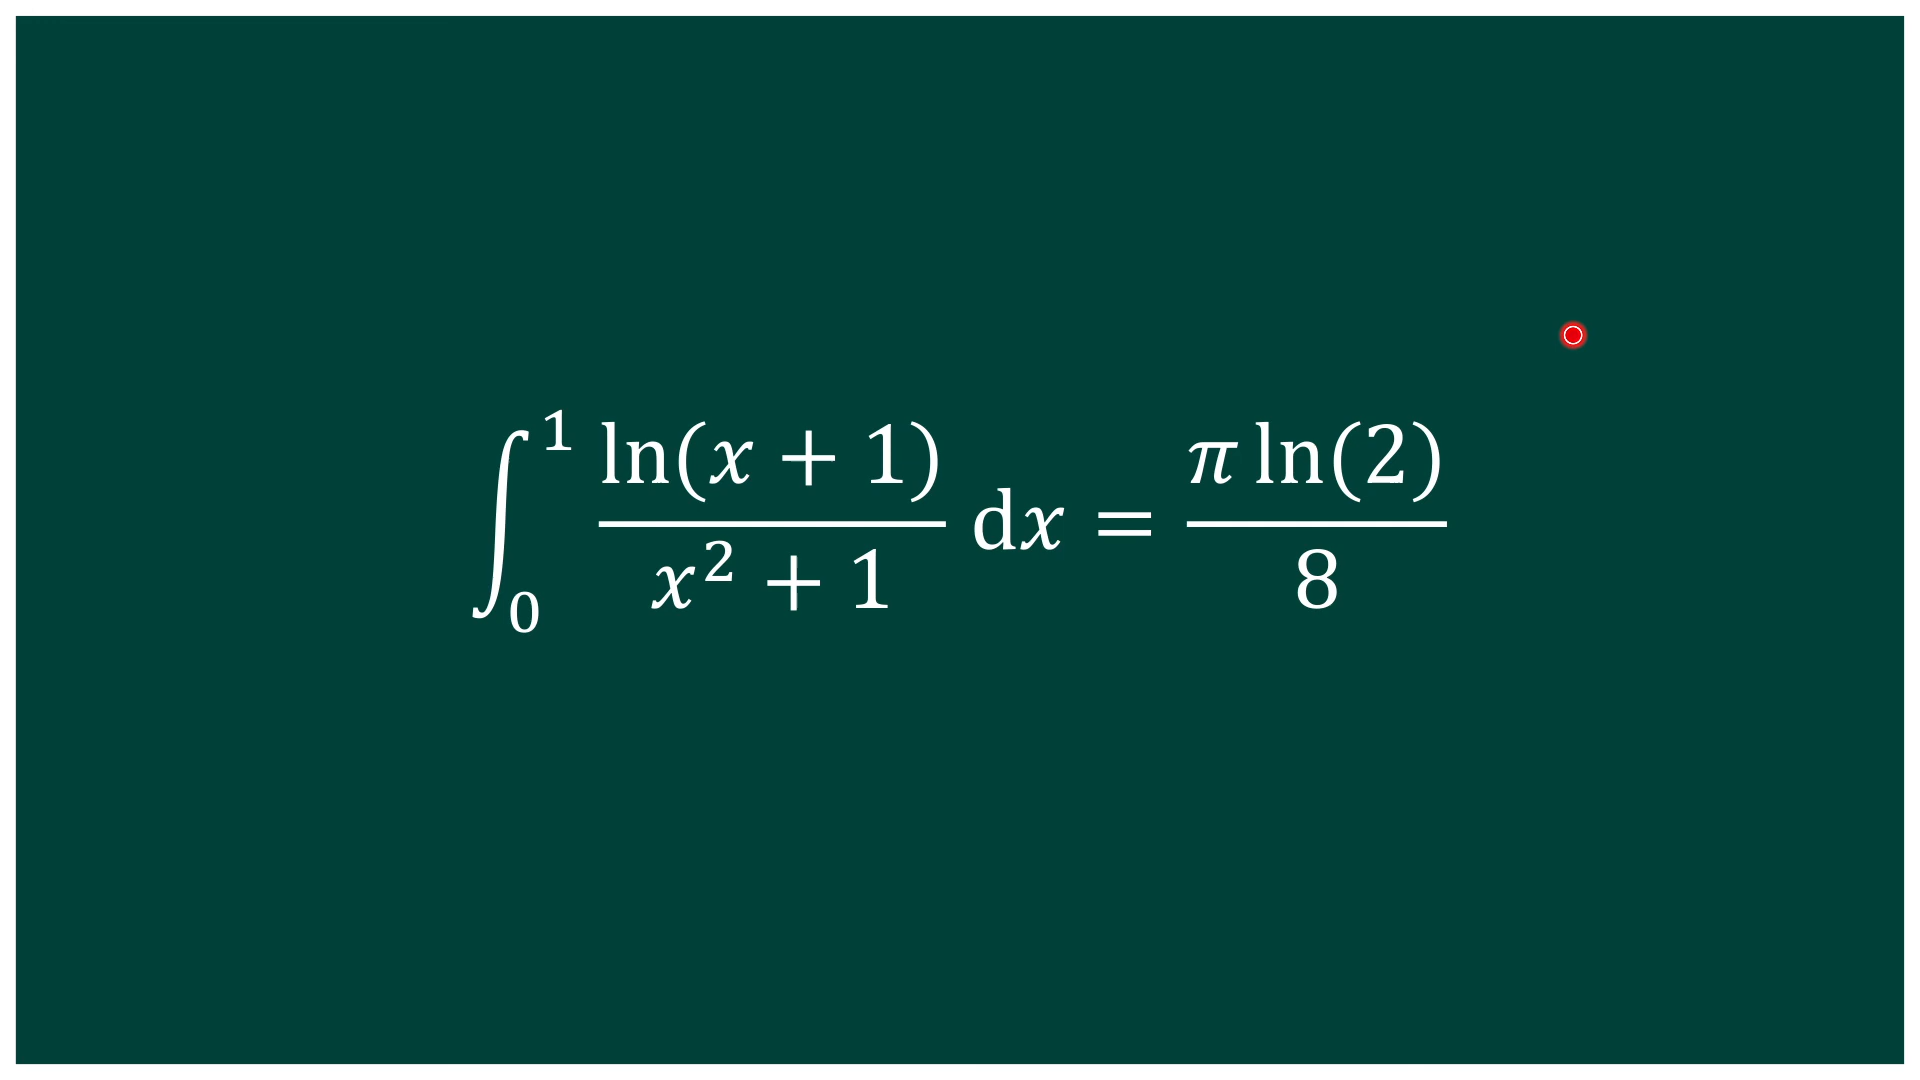 ∫₀¹ ln(x + 1) / (x² + 1) dx = π ln(2) / 8